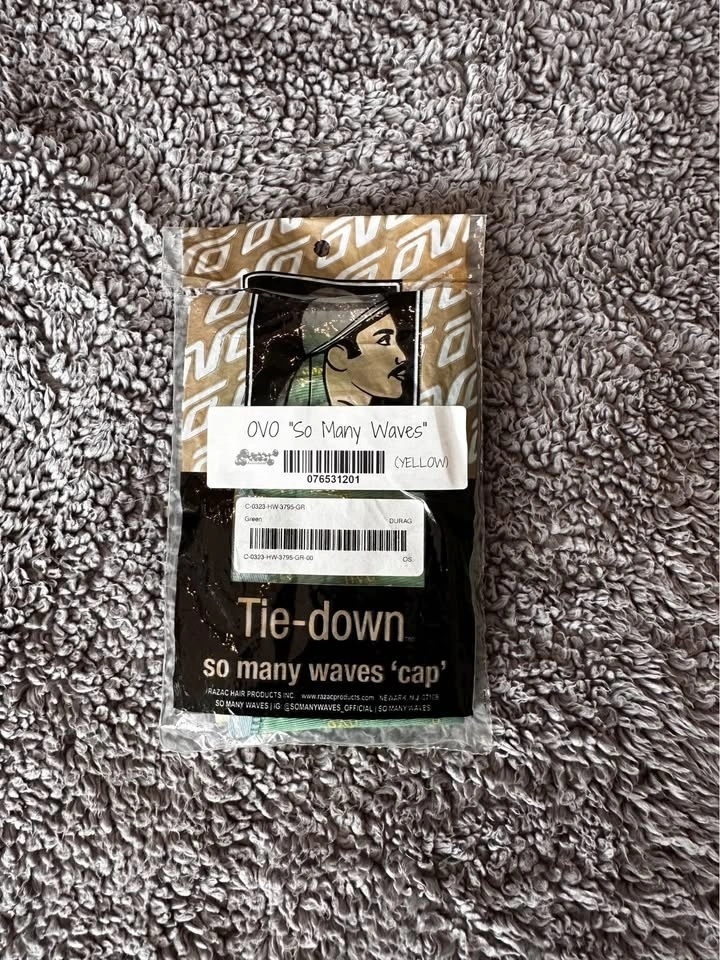 OVO
OVO "So Many Waves"
(YELLOW)
076531201
C-0323-HW-3795-GR
Green DURAG
C-0323-HW-3795-GR-00 OS
Tie-down
so many waves 'cap'
RAZAC HAIR PRODUCTS INC. www.razacproducts.com NEWARK, N.J. 07108
SO MANY WAVES | IG: @SOMANYWAVES_OFFICIAL | SO MANY WAVES